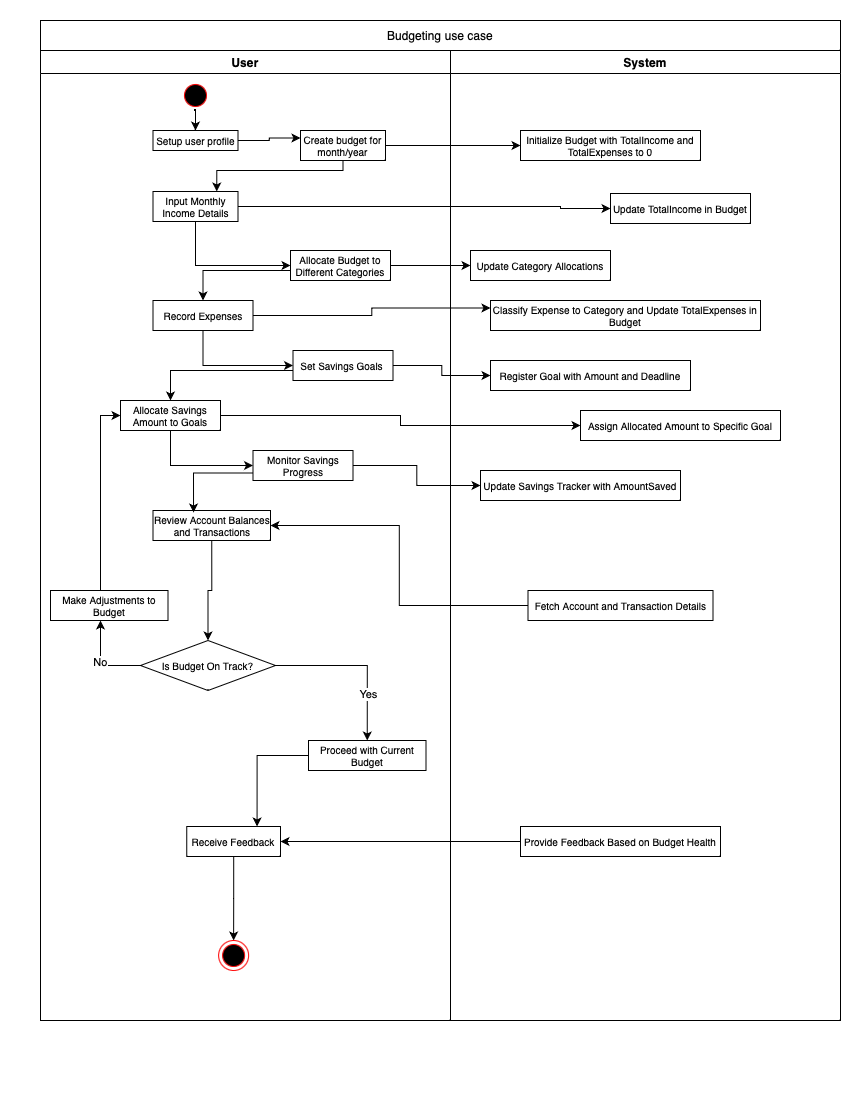 Budgeting use case
User
System
Setup user profile
Create budget for
month/year
Initialize Budget with TotalIncome and
TotalExpenses to 0
Input Monthly
Income Details
Update TotalIncome in Budget
Allocate Budget to
Different Categories
Update Category Allocations
Record Expenses
Classify Expense to Category and Update TotalExpenses in
Budget
Set Savings Goals
Register Goal with Amount and Deadline
Allocate Savings
Amount to Goals
Assign Allocated Amount to Specific Goal
Monitor Savings
Progress
Update Savings Tracker with AmountSaved
Review Account Balances
and Transactions
Make Adjustments to
Budget
Fetch Account and Transaction Details
No
Is Budget On Track?
Yes
Proceed with Current
Budget
Receive Feedback
Provide Feedback Based on Budget Health